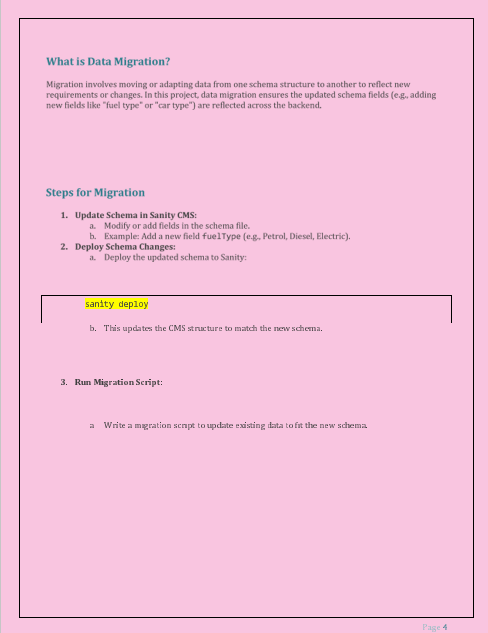 What is Data Migration?
Migration involves moving or adapting data from one schema structure to another to reflect new
requirements or changes. In this project, data migration ensures the updated schema fields (e.g., adding
new fields like "fuel type" or "car type") are reflected across the backend.
Steps for Migration
1. Update Schema in Sanity CMS:
a. Modify or add fields in the schema file.
b. Example: Add a new field fuelType (e.g., Petrol, Diesel, Electric).
2. Deploy Schema Changes:
a. Deploy the updated schema to Sanity:
sanity deploy
b. This updates the CMS structure to match the new schema.
3. Run Migration Script:
a Write a migration script to update existing data to fit the new schema.
Page 4